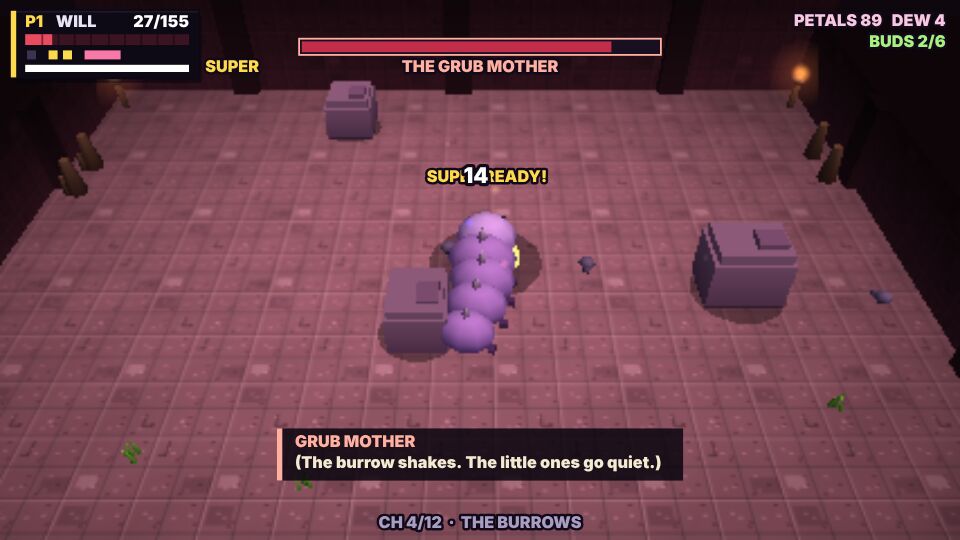 P1 WILL 27/155
SUPER
THE GRUB MOTHER
PETALS 89 DEW 4
BUDS 2/6
14
READY!
GRUB MOTHER
(The burrow shakes. The little ones go quiet.)
CH 4/12 · THE BURROWS